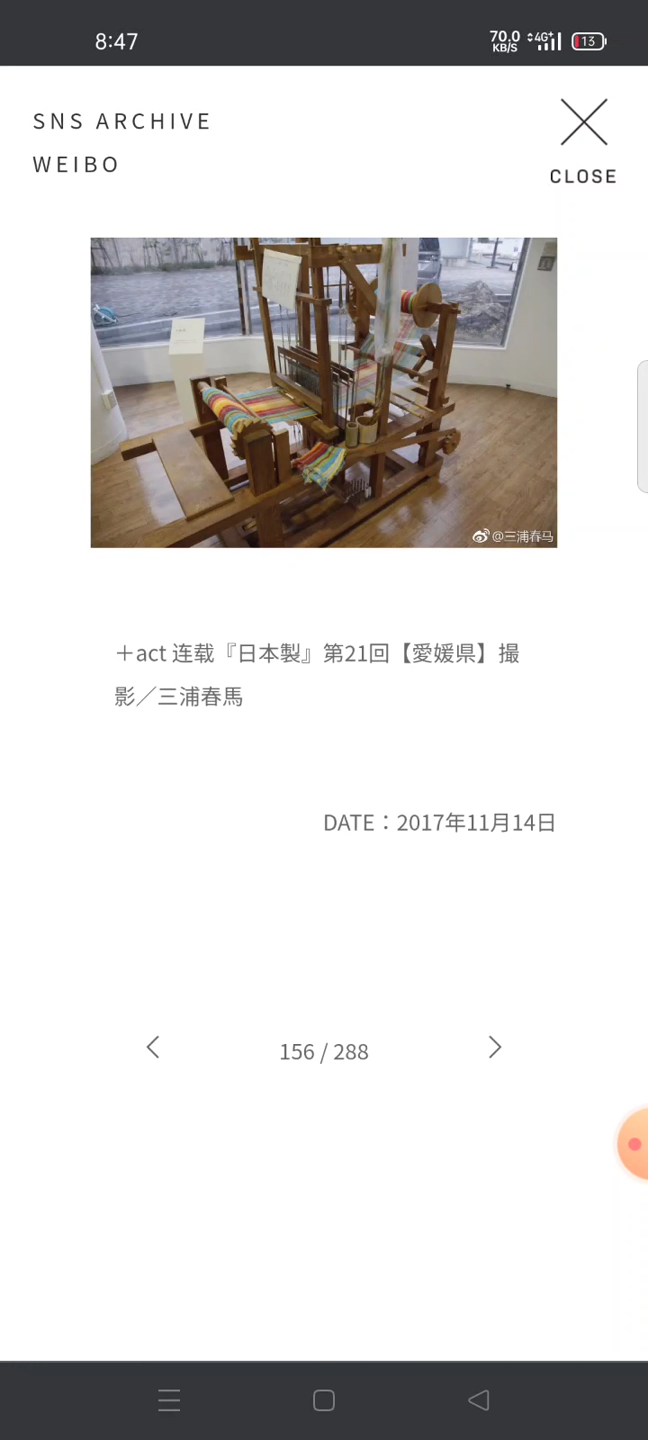 8:47
70.0
KB/S
4G+
13
SNS ARCHIVE
WEIBO
CLOSE
@三浦春马
＋act 连载『日本製』第21回【愛媛県】撮
影／三浦春馬
DATE：2017年11月14日
156 / 288